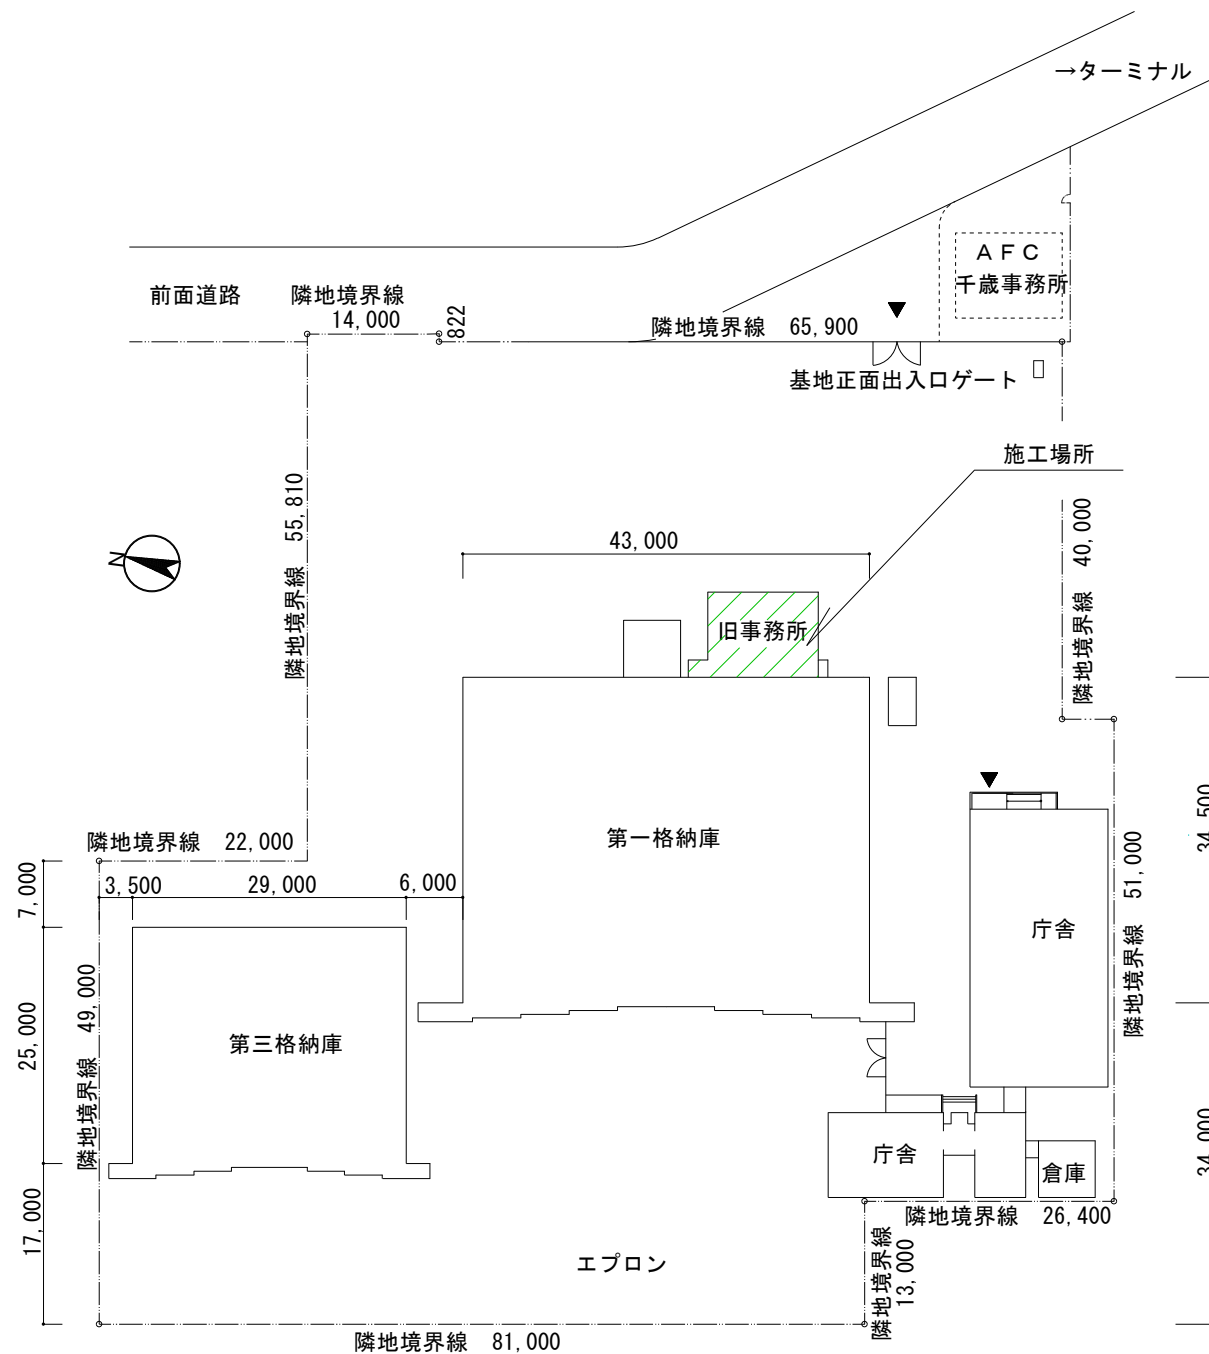 →ターミナル
ＡＦＣ
千歳事務所
前面道路
隣地境界線
14,000
822
隣地境界線 65,900
基地正面出入口ゲート
施工場所
隣地境界線 55,810
N
43,000
隣地境界線 40,000
旧事務所
第一格納庫
34,500
隣地境界線 22,000
3,500
29,000
6,000
7,000
隣地境界線 51,000
庁舎
隣地境界線 49,000
25,000
第三格納庫
34,000
庁舎
倉庫
17,000
隣地境界線 26,400
エプロン
隣地境界線
13,000
隣地境界線 81,000